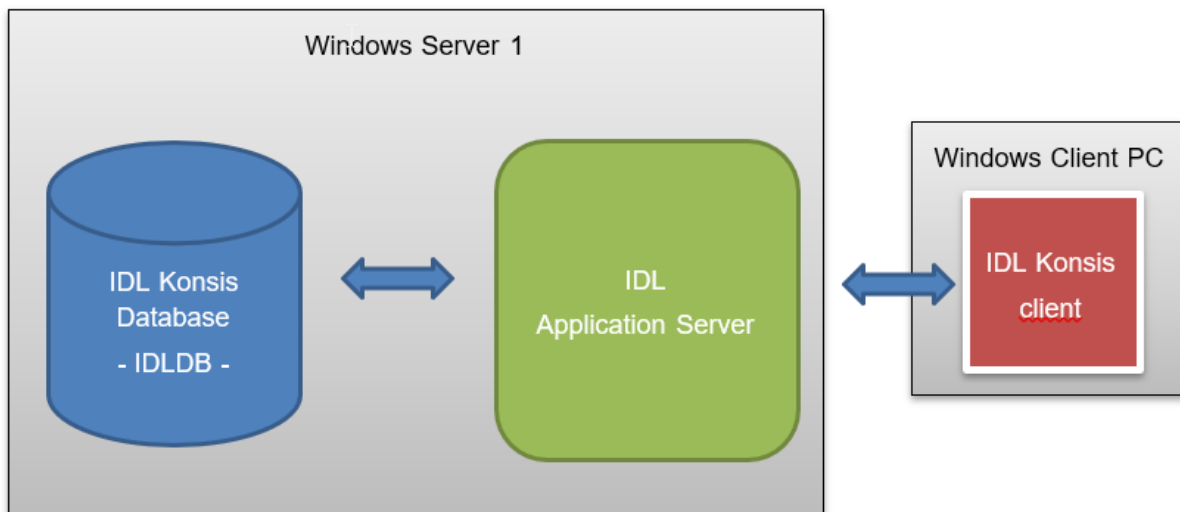 Windows Server 1
IDL Konsis
Database
- IDLDB -
IDL
Application Server
Windows Client PC
IDL Konsis
client